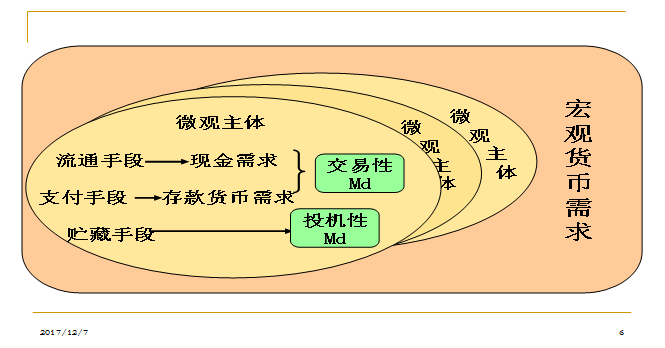 微观主体
流通手段
现金需求
交易性
Md
支付手段
存款货币需求
贮藏手段
投机性
Md
微观主体
微观主体
宏观货币需求
2017/12/7
6